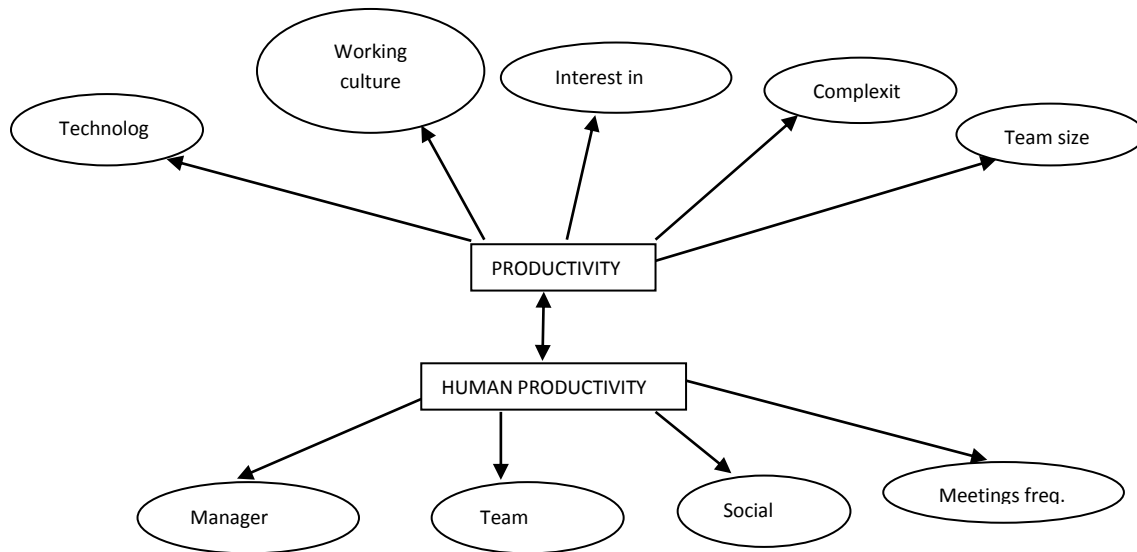 Working
culture
Interest in
Complexit
Technolog
Team size
PRODUCTIVITY
HUMAN PRODUCTIVITY
Manager
Team
Social
Meetings freq.